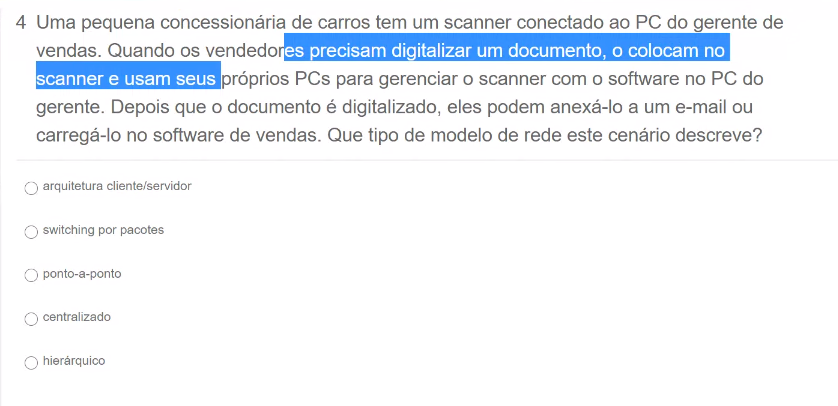 4 Uma pequena concessionária de carros tem um scanner conectado ao PC do gerente de
vendas. Quando os vendedores precisam digitalizar um documento, o colocam no
scanner e usam seus próprios PCs para gerenciar o scanner com o software no PC do
gerente. Depois que o documento é digitalizado, eles podem anexá-lo a um e-mail ou
carregá-lo no software de vendas. Que tipo de modelo de rede este cenário descreve?
arquitetura cliente/servidor
switching por pacotes
ponto-a-ponto
centralizado
hierárquico